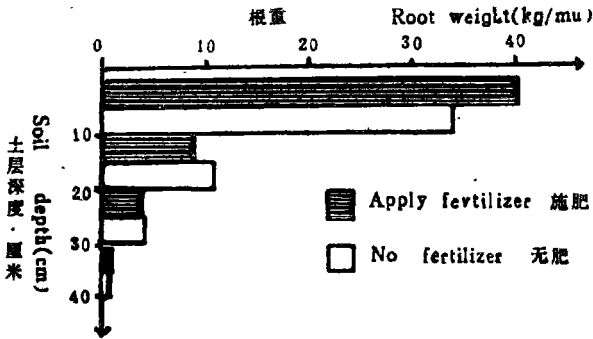 根重 Root weight(kg/mu)
0 10 20 30 40
10
20
30
40
Soil depth(cm)
土层深度·厘米
Apply fevtilizer 施肥
No fertilizer 无肥